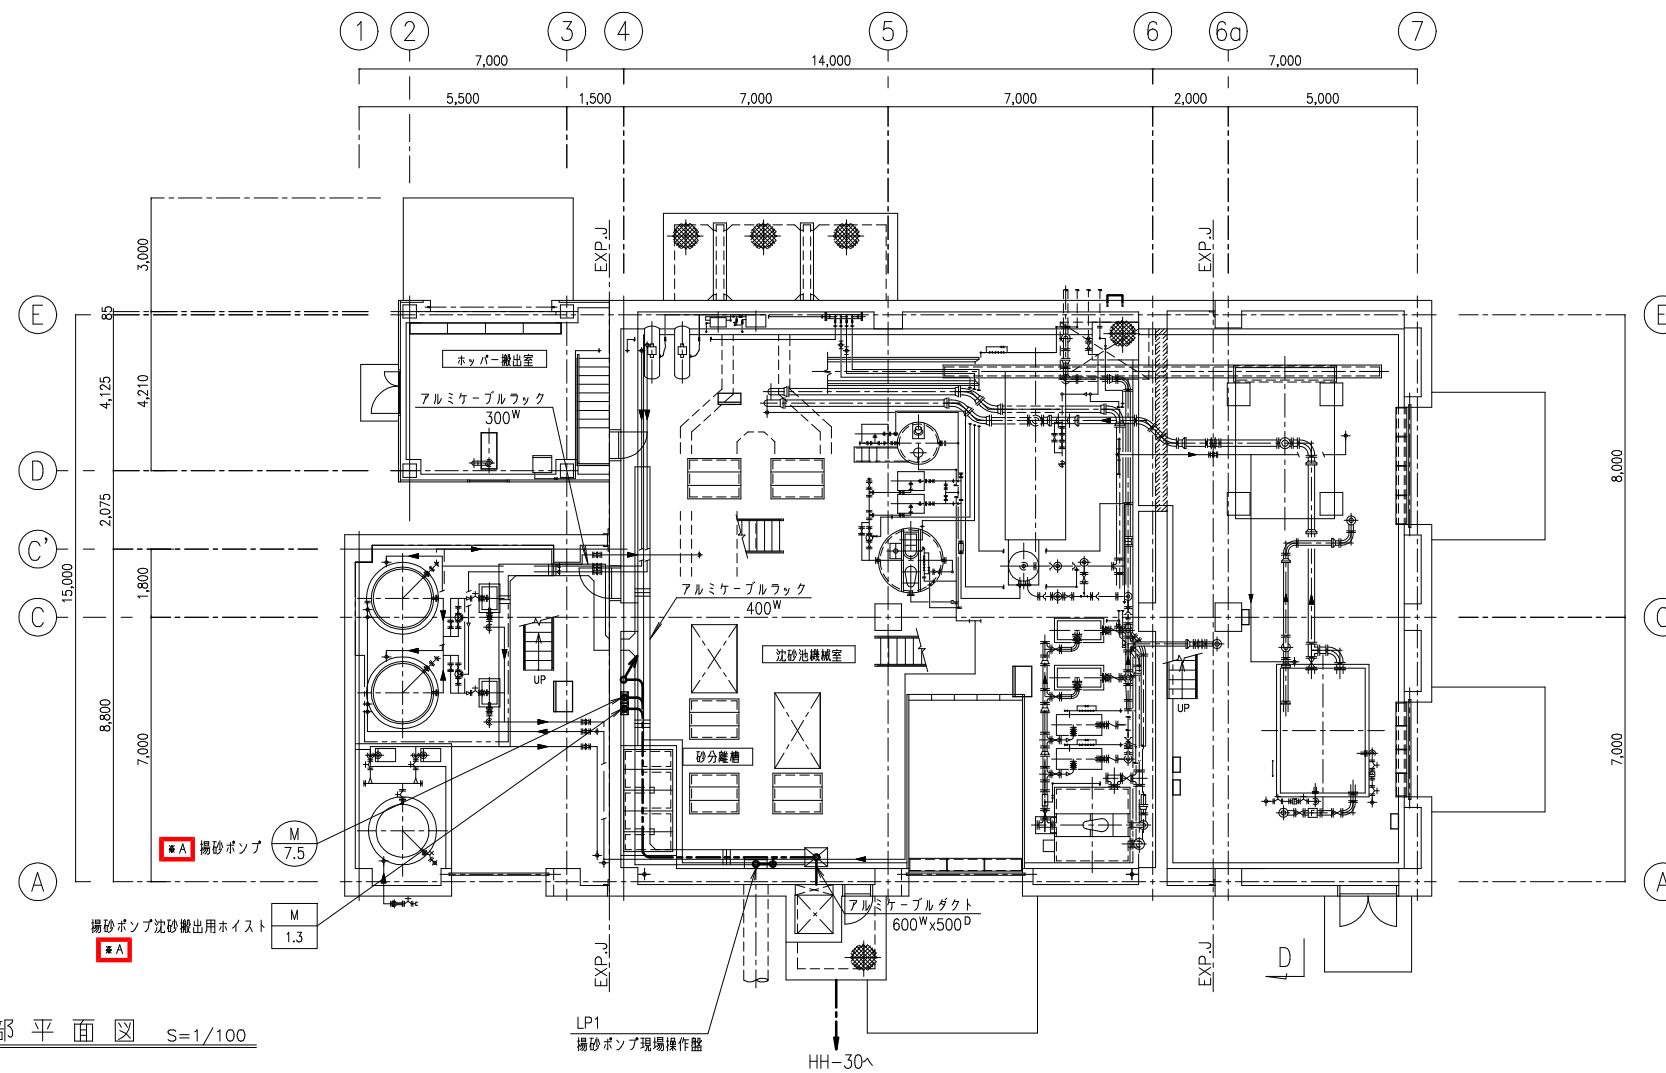 1 2 3 4 5 6 6a 7
7,000 14,000 7,000
5,500 1,500 7,000 7,000 2,000 5,000
3,000
EXP.J
EXP.J
E
85
E
ホッパー搬出室
4,125
4,210
アルミケーブルラック
300W
D
8,000
2,075
C'
15,000
1,800
アルミケーブルラック
400W
C
C
沈砂池機械室
UP
UP
8,800
7,000
7,000
砂分離槽
※A 揚砂ポンプ
M
7.5
A
A
アルミケーブルダクト
600Wx500D
揚砂ポンプ沈砂搬出用ホイスト
M
1.3
※A
EXP.J
EXP.J
D
部平面図 S=1/100
LP1
揚砂ポンプ現場操作盤
HH-30へ